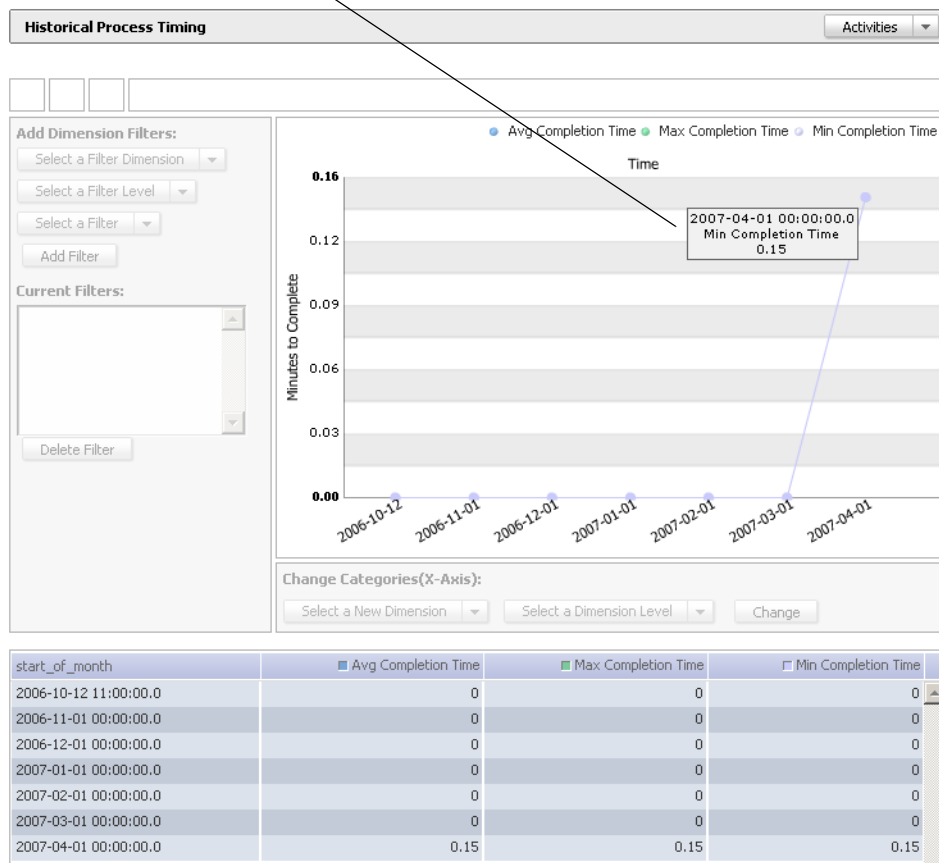 Historical Process Timing
Activities
Add Dimension Filters:
Select a Filter Dimension
Select a Filter Level
Select a Filter
Add Filter
Current Filters:
Delete Filter
Avg Completion Time Max Completion Time Min Completion Time
Time
0.16
0.12
0.09
0.06
0.03
0.00
Minutes to Complete
2007-04-01 00:00:00.0
Min Completion Time
0.15
2006-10-12 2006-11-01 2006-12-01 2007-01-01 2007-02-01 2007-03-01 2007-04-01
Change Categories(X-Axis):
Select a New Dimension Select a Dimension Level Change
start_of_month Avg Completion Time Max Completion Time Min Completion Time
2006-10-12 11:00:00.0 0 0 0
2006-11-01 00:00:00.0 0 0 0
2006-12-01 00:00:00.0 0 0 0
2007-01-01 00:00:00.0 0 0 0
2007-02-01 00:00:00.0 0 0 0
2007-03-01 00:00:00.0 0 0 0
2007-04-01 00:00:00.0 0.15 0.15 0.15